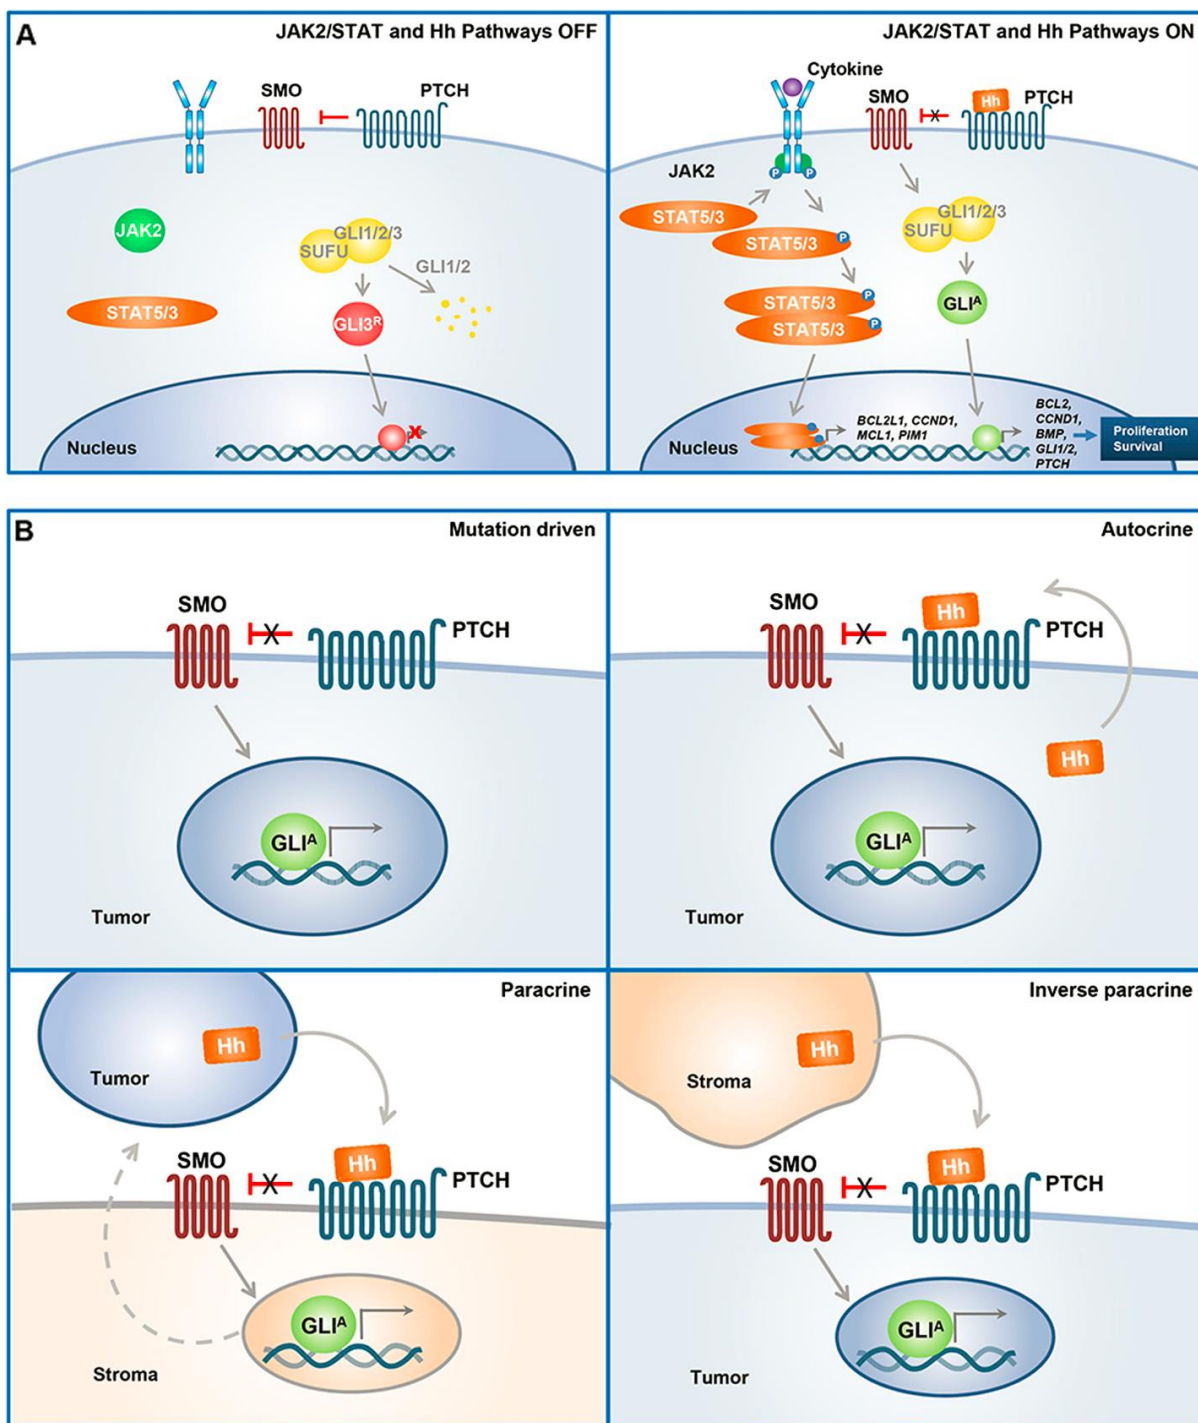 A
JAK2/STAT and Hh Pathways OFF
SMO
PTCH
JAK2
GLI1/2/3
SUFU
GLI1/2
STAT5/3
GLI3R
X
Nucleus
JAK2/STAT and Hh Pathways ON
Cytokine
SMO
Hh
PTCH
X
JAK2
P
P
STAT5/3
STAT5/3
P
GLI1/2/3
SUFU
STAT5/3
P
STAT5/3
P
GLIA
Nucleus
BCL2L1, CCND1,
MCL1, PIM1
BCL2,
CCND1,
BMP,
GLI1/2,
PTCH
Proliferation
Survival
B
Mutation driven
SMO
X
PTCH
GLIA
Tumor
Autocrine
SMO
X
Hh
PTCH
Hh
GLIA
Tumor
Paracrine
Hh
Tumor
SMO
X
Hh
PTCH
GLIA
Stroma
Inverse paracrine
Hh
Stroma
SMO
X
Hh
PTCH
GLIA
Tumor